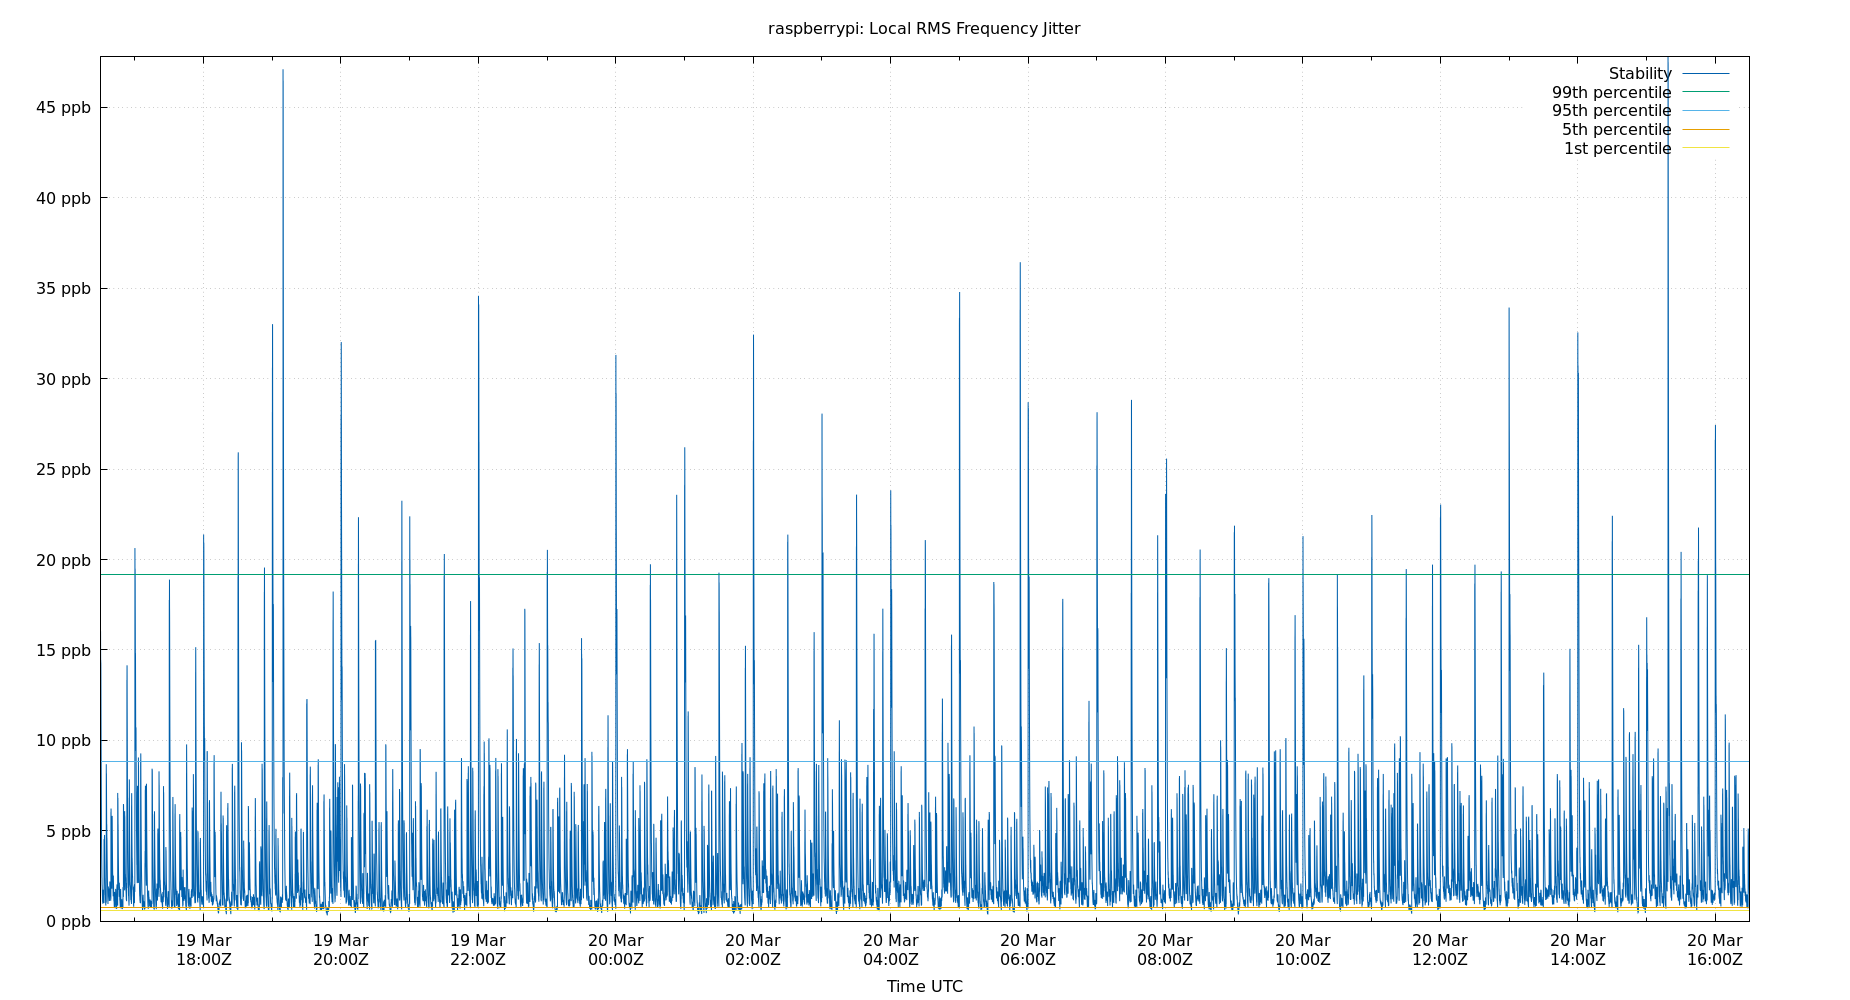 raspberrypi: Local RMS Frequency Jitter
Stability
99th percentile
95th percentile
5th percentile
1st percentile
45 ppb
40 ppb
35 ppb
30 ppb
25 ppb
20 ppb
15 ppb
10 ppb
5 ppb
0 ppb
19 Mar 19 Mar 19 Mar 20 Mar 20 Mar 20 Mar 20 Mar 20 Mar 20 Mar 20 Mar 20 Mar 20 Mar
18:00Z 20:00Z 22:00Z 00:00Z 02:00Z 04:00Z 06:00Z 08:00Z 10:00Z 12:00Z 14:00Z 16:00Z
Time UTC